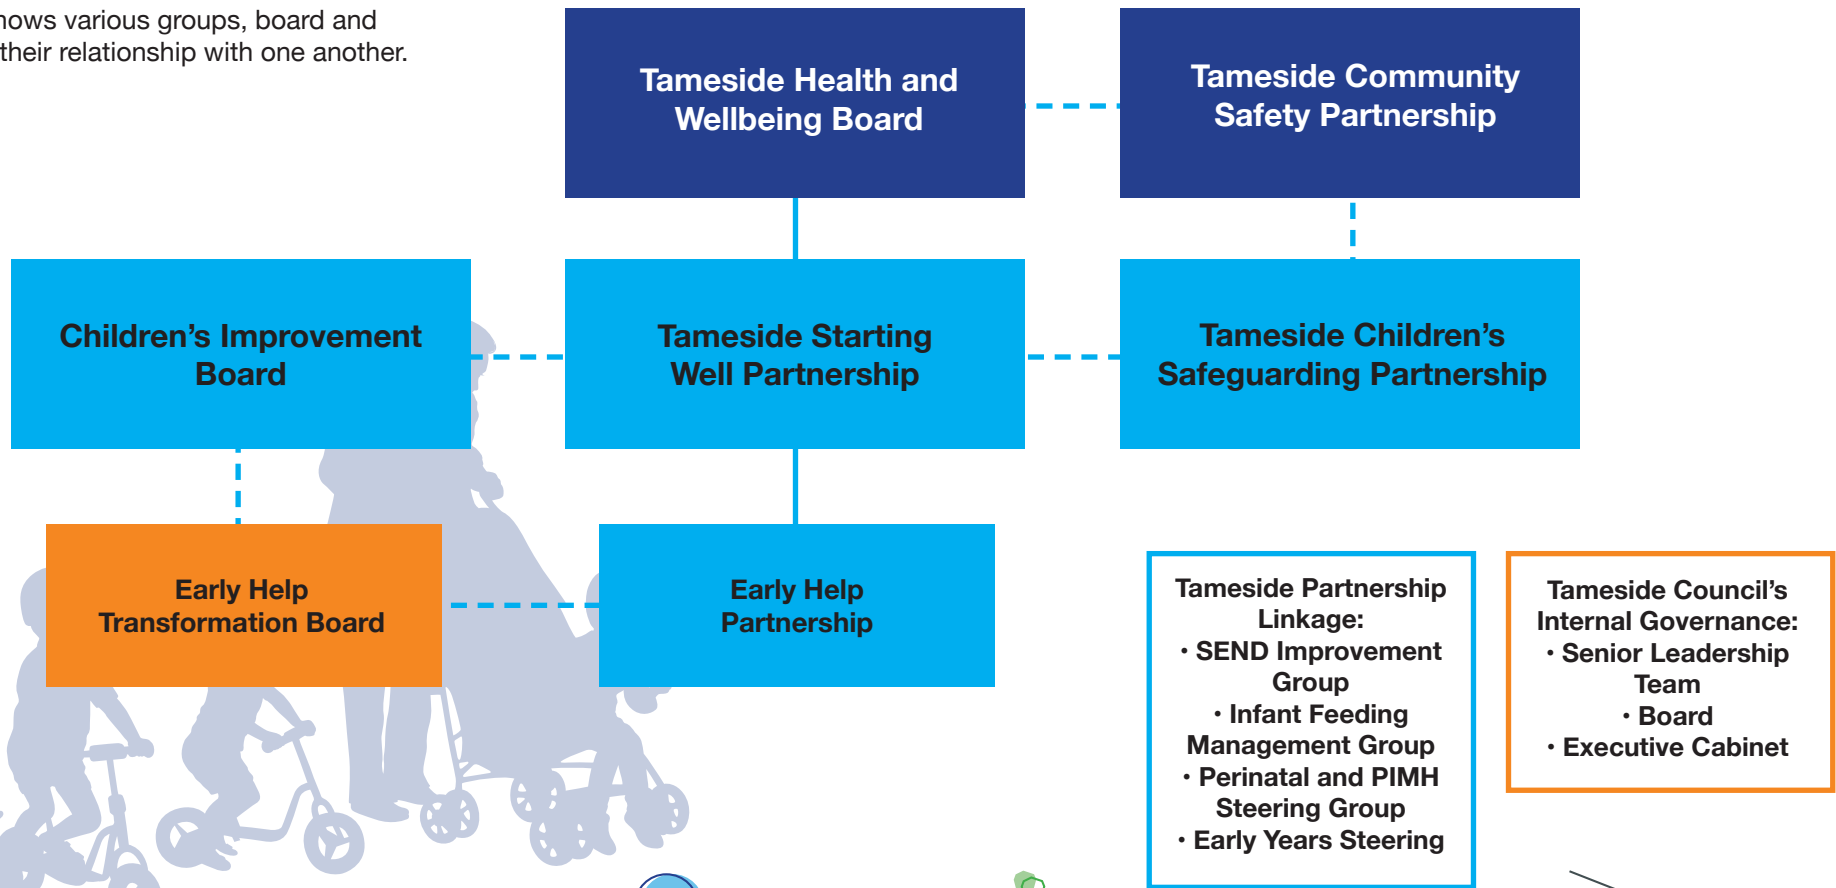 hows various groups, board and
their relationship with one another.
Tameside Health and
Wellbeing Board
Tameside Community
Safety Partnership
Children’s Improvement
Board
Tameside Starting
Well Partnership
Tameside Children’s
Safeguarding Partnership
Early Help
Transformation Board
Early Help
Partnership
Tameside Partnership
Linkage:
• SEND Improvement
Group
• Infant Feeding
Management Group
• Perinatal and PIMH
Steering Group
• Early Years Steering
Tameside Council’s
Internal Governance:
• Senior Leadership
Team
• Board
• Executive Cabinet